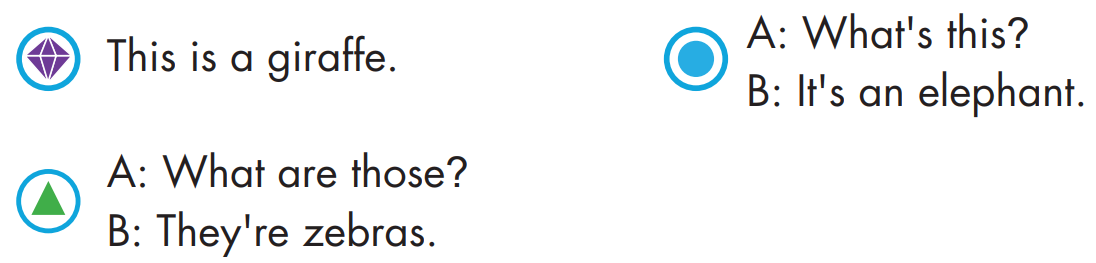 This is a giraffe.
A: What's this?
B: It's an elephant.
A: What are those?
B: They're zebras.